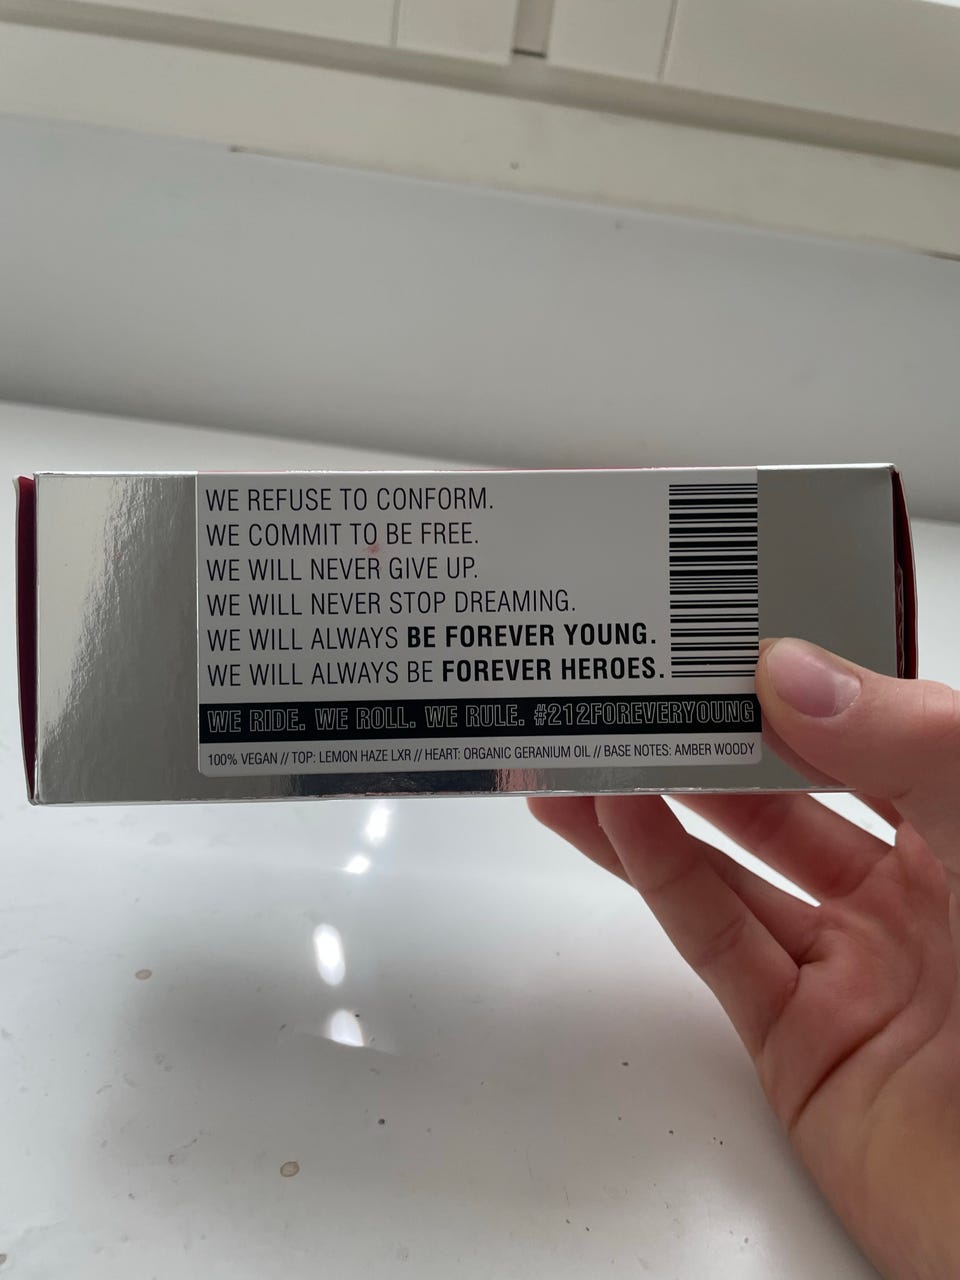 WE REFUSE TO CONFORM.
WE COMMIT TO BE FREE.
WE WILL NEVER GIVE UP.
WE WILL NEVER STOP DREAMING.
WE WILL ALWAYS BE FOREVER YOUNG.
WE WILL ALWAYS BE FOREVER HEROES.
WE RIDE. WE ROLL. WE RULE. #212FOREVERYOUNG
100% VEGAN // TOP: LEMON HAZE LXR // HEART: ORGANIC GERANIUM OIL // BASE NOTES: AMBER WOODY